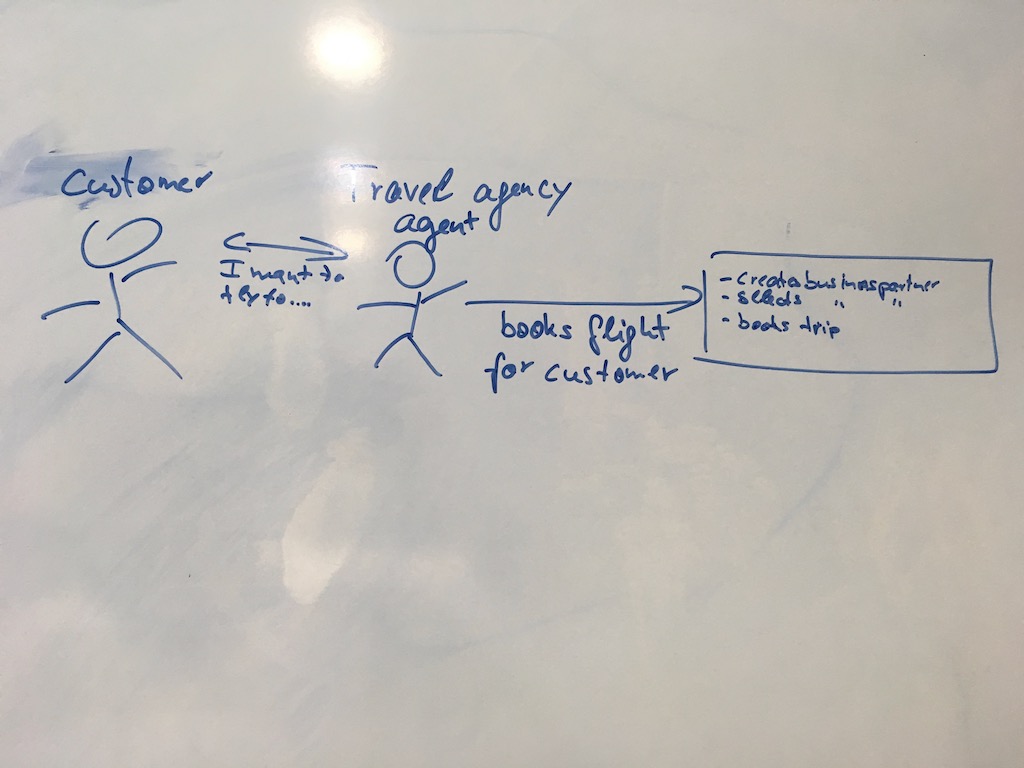 Customer
Travel agency
agent
I want to
fly to....
books flight
for customer
- create a business partner
- selects " "
- books trip